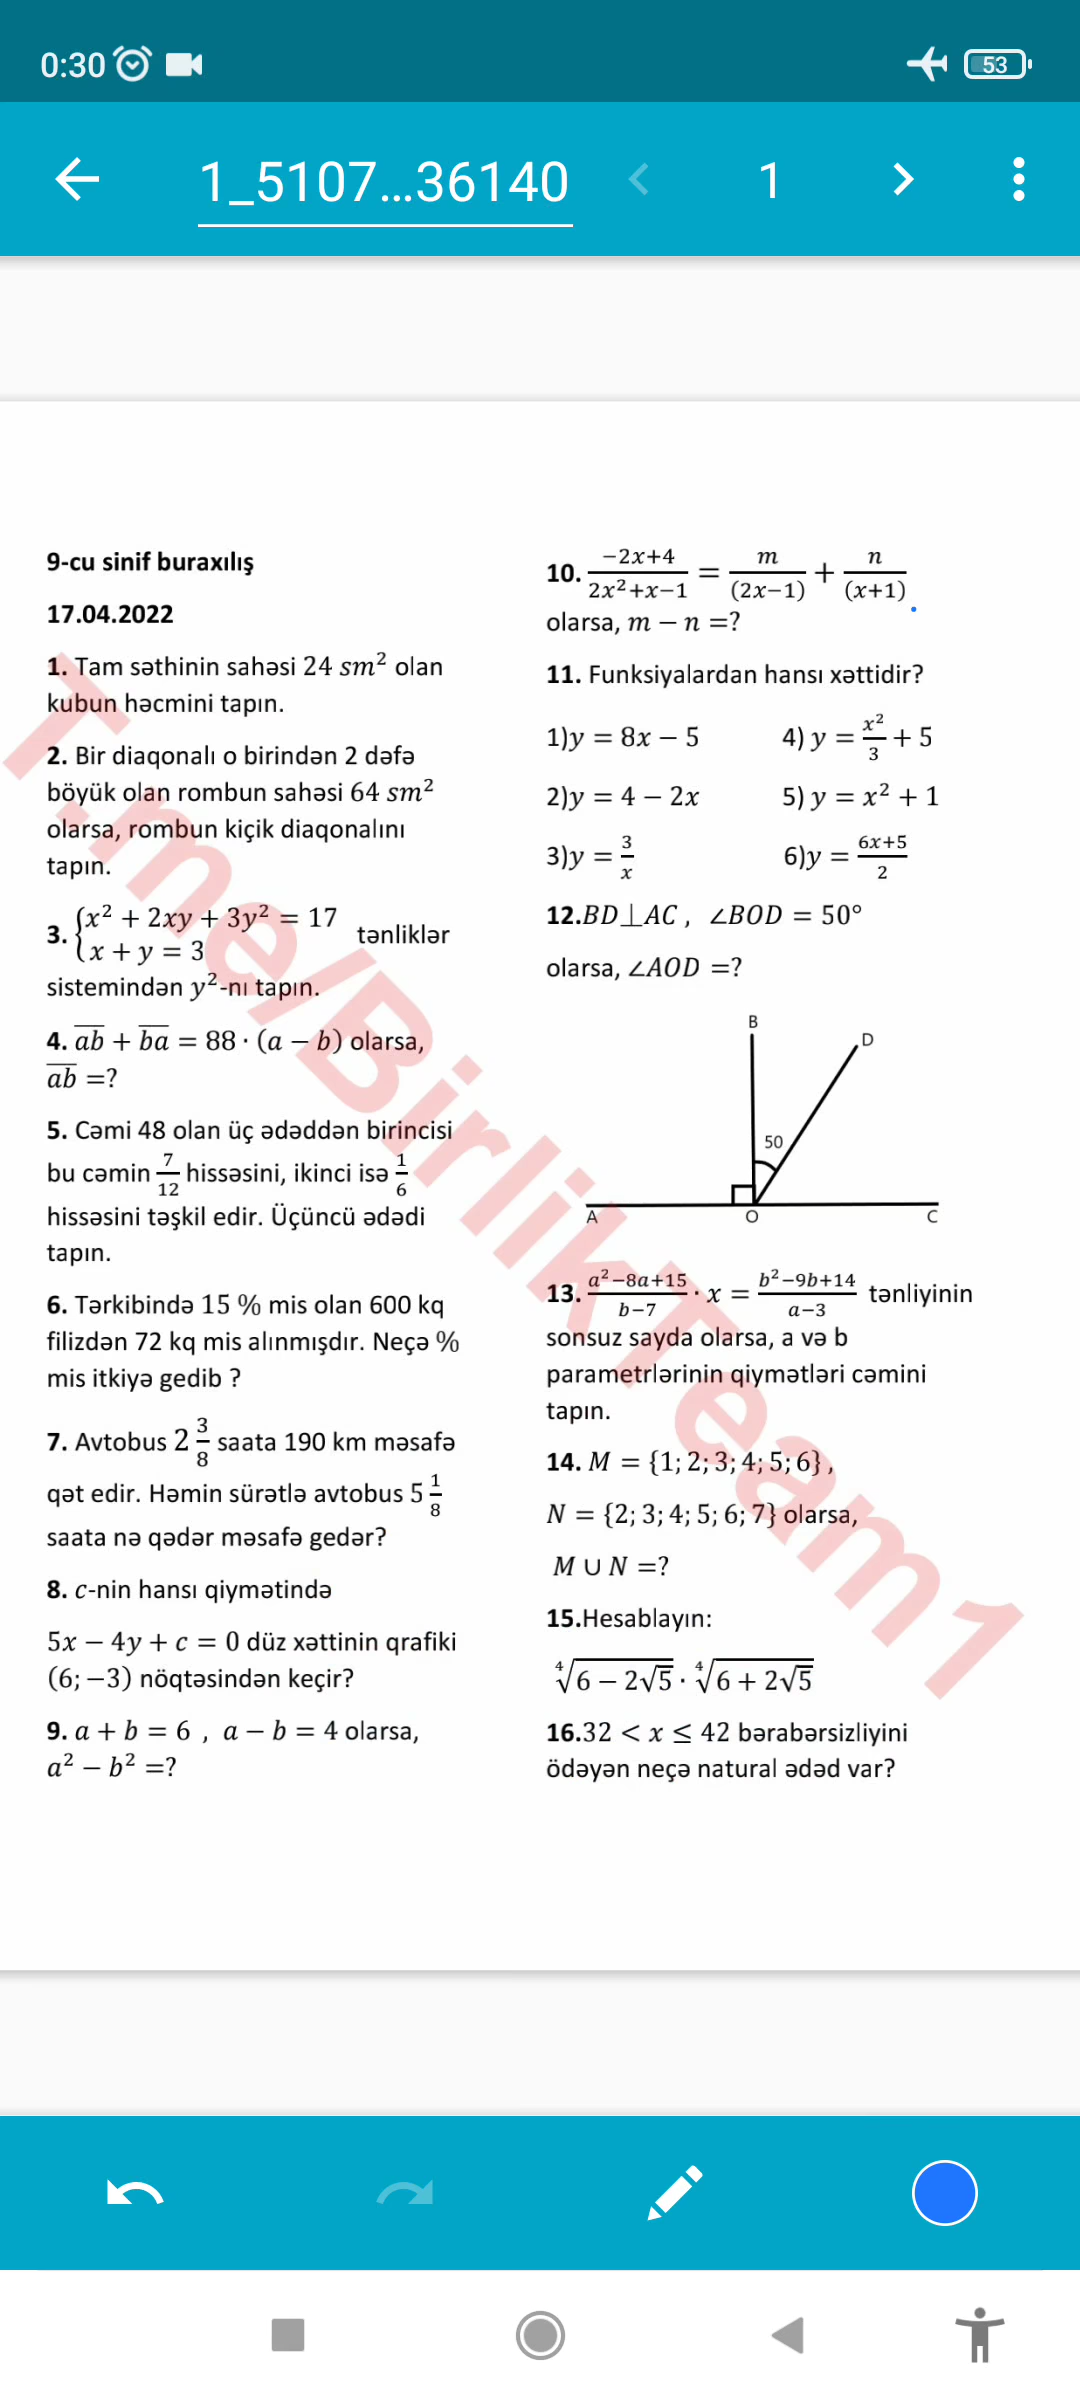 0:30
53
1_5107...36140
1
9-cu sinif buraxılış
17.04.2022
1. Tam səthinin sahəsi 24 sm² olan
kubun həcmini tapın.
2. Bir diaqonalı o birindən 2 dəfə
böyük olan rombun sahəsi 64 sm²
olarsa, rombun kiçik diaqonalını
tapın.
3. {x² + 2xy + 3y² = 17
x + y = 3 tənliklər
sistemindən y²-nı tapın.
4. \overline{ab} + \overline{ba} = 88 · (a − b) olarsa,
\overline{ab} =?
5. Cəmi 48 olan üç ədəddən birincisi
bu cəmin 7/12 hissəsini, ikinci isə 1/6
hissəsini təşkil edir. Üçüncü ədədi
tapın.
6. Tərkibində 15 % mis olan 600 kq
filizdən 72 kq mis alınmışdır. Neçə %
mis itkiyə gedib ?
7. Avtobus 2 3/8 saata 190 km məsafə
qət edir. Həmin sürətlə avtobus 5 1/8
saata nə qədər məsafə gedər?
8. c-nin hansı qiymətində
5x − 4y + c = 0 düz xəttinin qrafiki
(6; −3) nöqtəsindən keçir?
9. a + b = 6 , a − b = 4 olarsa,
a² − b² =?
10. (−2x+4)/(2x²+x−1) = m/(2x−1) + n/(x+1)
olarsa, m − n =?
11. Funksiyalardan hansı xəttidir?
1)y = 8x − 5 4) y = x²/3 + 5
2)y = 4 − 2x 5) y = x² + 1
3)y = 3/x 6)y = (6x+5)/2
12.BD⊥AC , ∠BOD = 50°
olarsa, ∠AOD =?
B
D
50
A O C
13. (a²−8a+15)/(b−7) · x = (b²−9b+14)/(a−3) tənliyinin
sonsuz sayda olarsa, a və b
parametrlərinin qiymətləri cəmini
tapın.
14. M = {1; 2; 3; 4; 5; 6} ,
N = {2; 3; 4; 5; 6; 7} olarsa,
M ∪ N =?
15.Hesablayın:
⁴√(6 − 2√5) · ⁴√(6 + 2√5)
16.32 < x ≤ 42 bərabərsizliyini
ödəyən neçə natural ədəd var?
T.me/BirlikTeam1